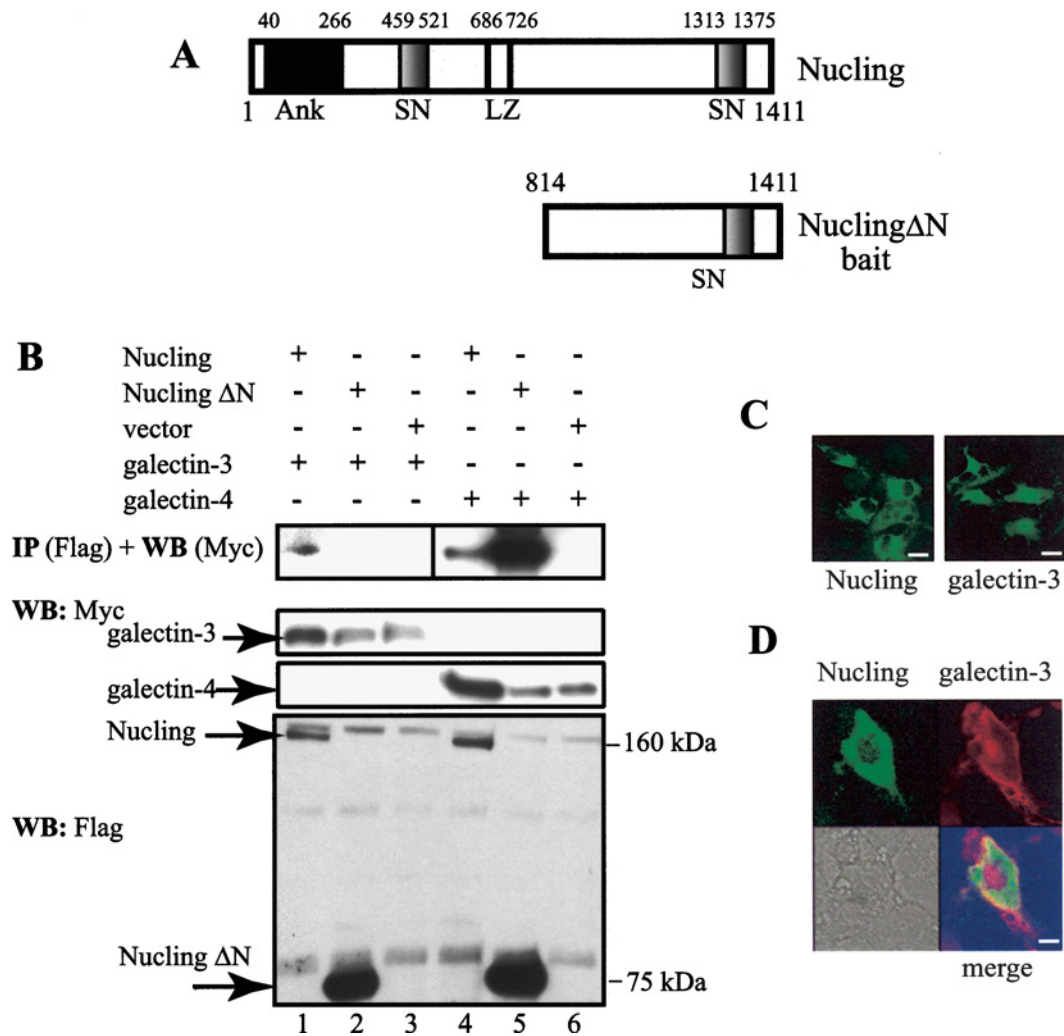 A
40 266 459 521 686 726 1313 1375
Nucling
1 Ank SN LZ SN 1411
814 1411
NuclingΔN
bait
SN
B
Nucling + - - + - -
Nucling ΔN - + - - + -
vector - - + - - +
galectin-3 + + + - - -
galectin-4 - - - + + +
IP (Flag) + WB (Myc)
WB: Myc
galectin-3
galectin-4
Nucling
160 kDa
WB: Flag
Nucling ΔN
75 kDa
1 2 3 4 5 6
C
Nucling galectin-3
D
Nucling galectin-3
merge